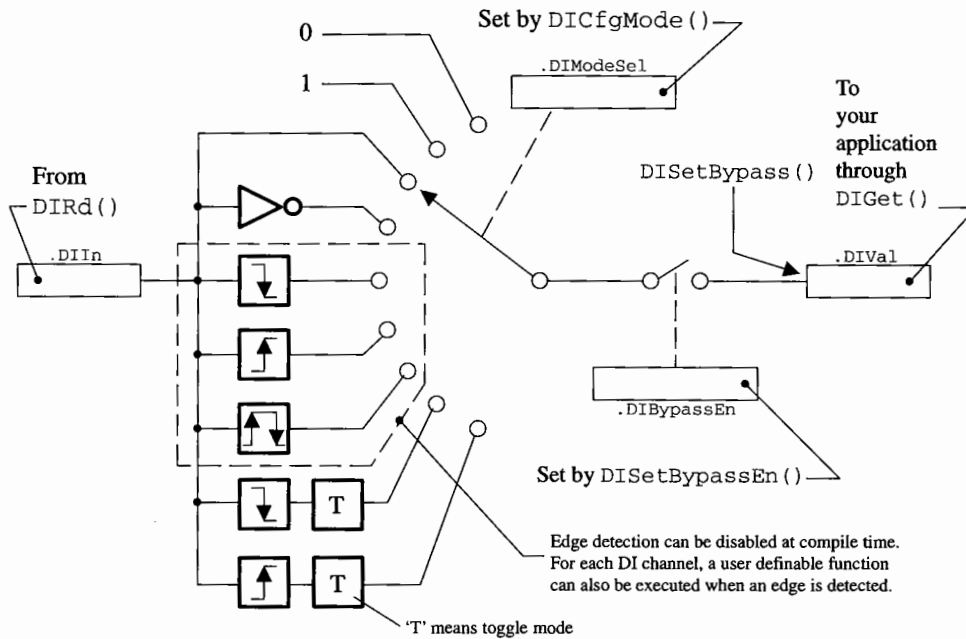 Set by DICfgMode()
0
.DIModeSel
1
To
your
application
through
DIGet()
DISetBypass()
From
DIRd()
.DIIn
.DIVal
.DIBypassEn
Set by DISetBypassEn()
T
Edge detection can be disabled at compile time.
For each DI channel, a user definable function
can also be executed when an edge is detected.
T
'T' means toggle mode